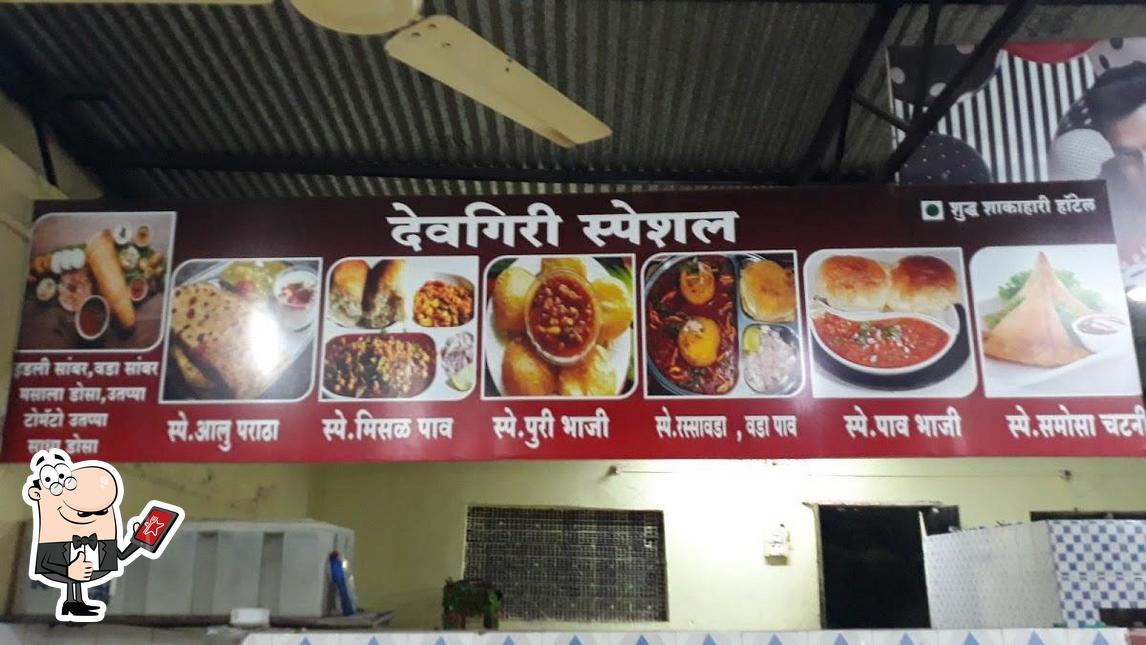 देवगिरी स्पेशल
शुद्ध शाकाहारी हॉटेल
इडली सांबर,वडा सांबर
मसाला डोसा,उतप्पा
टोमॅटो उतप्पा
साधा डोसा
स्पे.आलु पराठा
स्पे.मिसळ पाव
स्पे.पुरी भाजी
स्पे.रस्सावडा , वडा पाव
स्पे.पाव भाजी
स्पे.समोसा चटनी